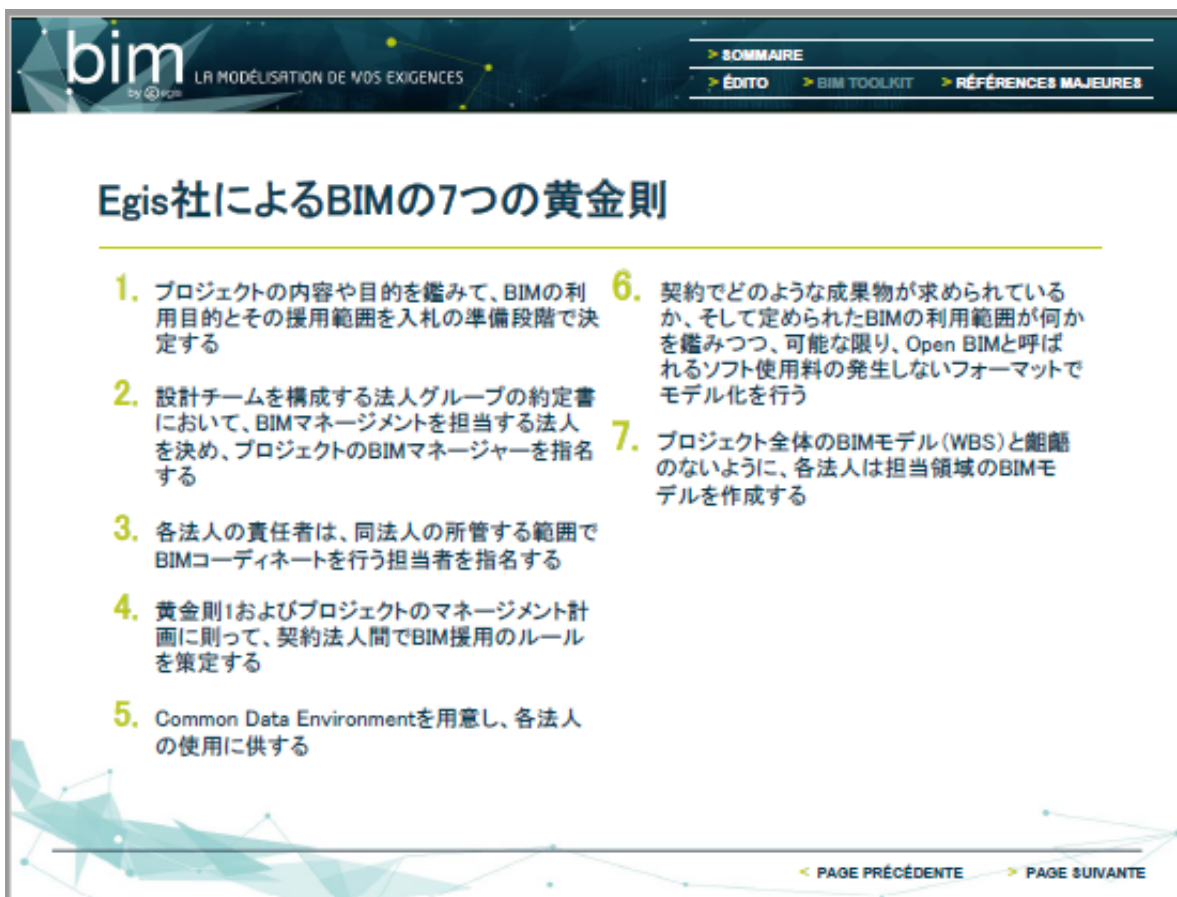 bim
by egis
LA MODÉLISATION DE VOS EXIGENCES
> SOMMAIRE
> ÉDITO > BIM TOOLKIT > RÉFÉRENCES MAJEURES
Egis社によるBIMの7つの黄金則
1. プロジェクトの内容や目的を鑑みて、BIMの利
用目的とその援用範囲を入札の準備段階で決
定する
2. 設計チームを構成する法人グループの約定書
において、BIMマネージメントを担当する法人
を決め、プロジェクトのBIMマネージャーを指名
する
3. 各法人の責任者は、同法人の所管する範囲で
BIMコーディネートを行う担当者を指名する
4. 黄金則1およびプロジェクトのマネージメント計
画に則って、契約法人間でBIM援用のルール
を策定する
5. Common Data Environmentを用意し、各法人
の使用に供する
6. 契約でどのような成果物が求められている
か、そして定められたBIMの利用範囲が何か
を鑑みつつ、可能な限り、Open BIMと呼ば
れるソフト使用料の発生しないフォーマットで
モデル化を行う
7. プロジェクト全体のBIMモデル(WBS)と齟齬
のないように、各法人は担当領域のBIMモ
デルを作成する
< PAGE PRÉCÉDENTE > PAGE SUIVANTE